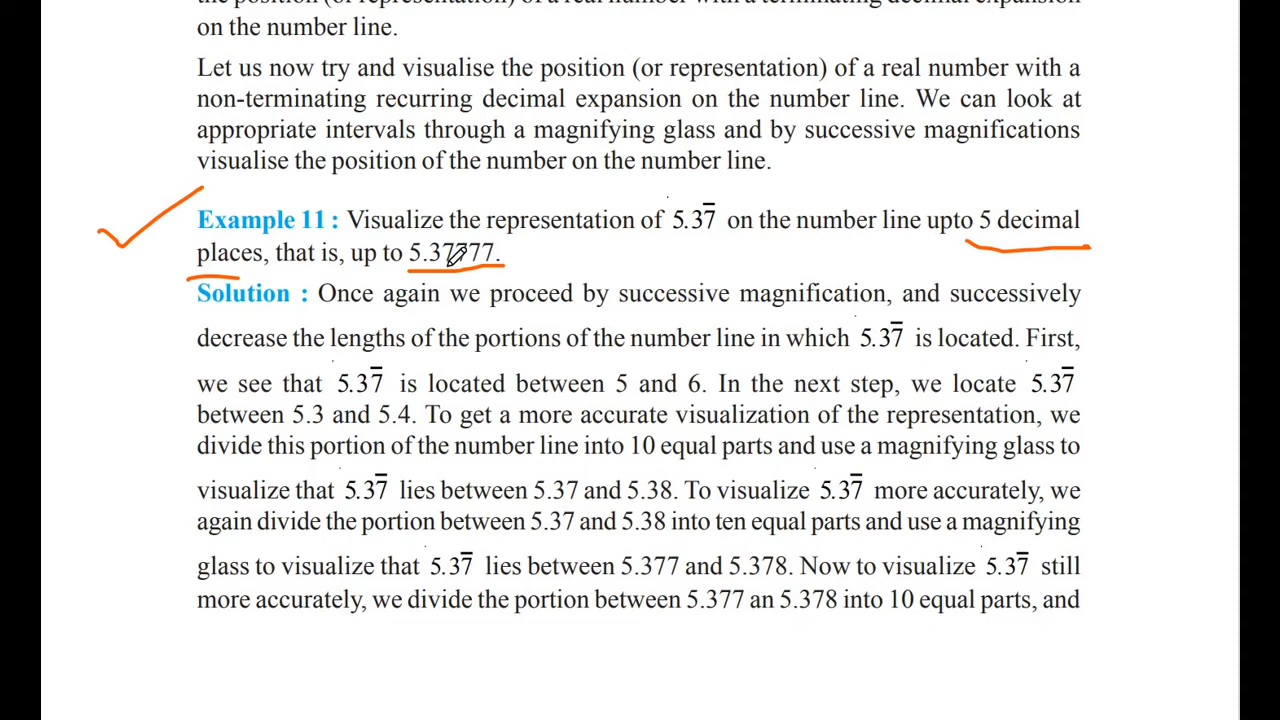 the position (or representation) of a real number with a terminating decimal expansion
on the number line.
Let us now try and visualise the position (or representation) of a real number with a
non-terminating recurring decimal expansion on the number line. We can look at
appropriate intervals through a magnifying glass and by successive magnifications
visualise the position of the number on the number line.
Example 11 : Visualize the representation of 5.37̅ on the number line upto 5 decimal
places, that is, up to 5.37777.
Solution : Once again we proceed by successive magnification, and successively
decrease the lengths of the portions of the number line in which 5.37̅ is located. First,
we see that 5.37̅ is located between 5 and 6. In the next step, we locate 5.37̅
between 5.3 and 5.4. To get a more accurate visualization of the representation, we
divide this portion of the number line into 10 equal parts and use a magnifying glass to
visualize that 5.37̅ lies between 5.37 and 5.38. To visualize 5.37̅ more accurately, we
again divide the portion between 5.37 and 5.38 into ten equal parts and use a magnifying
glass to visualize that 5.37̅ lies between 5.377 and 5.378. Now to visualize 5.37̅ still
more accurately, we divide the portion between 5.377 an 5.378 into 10 equal parts, and